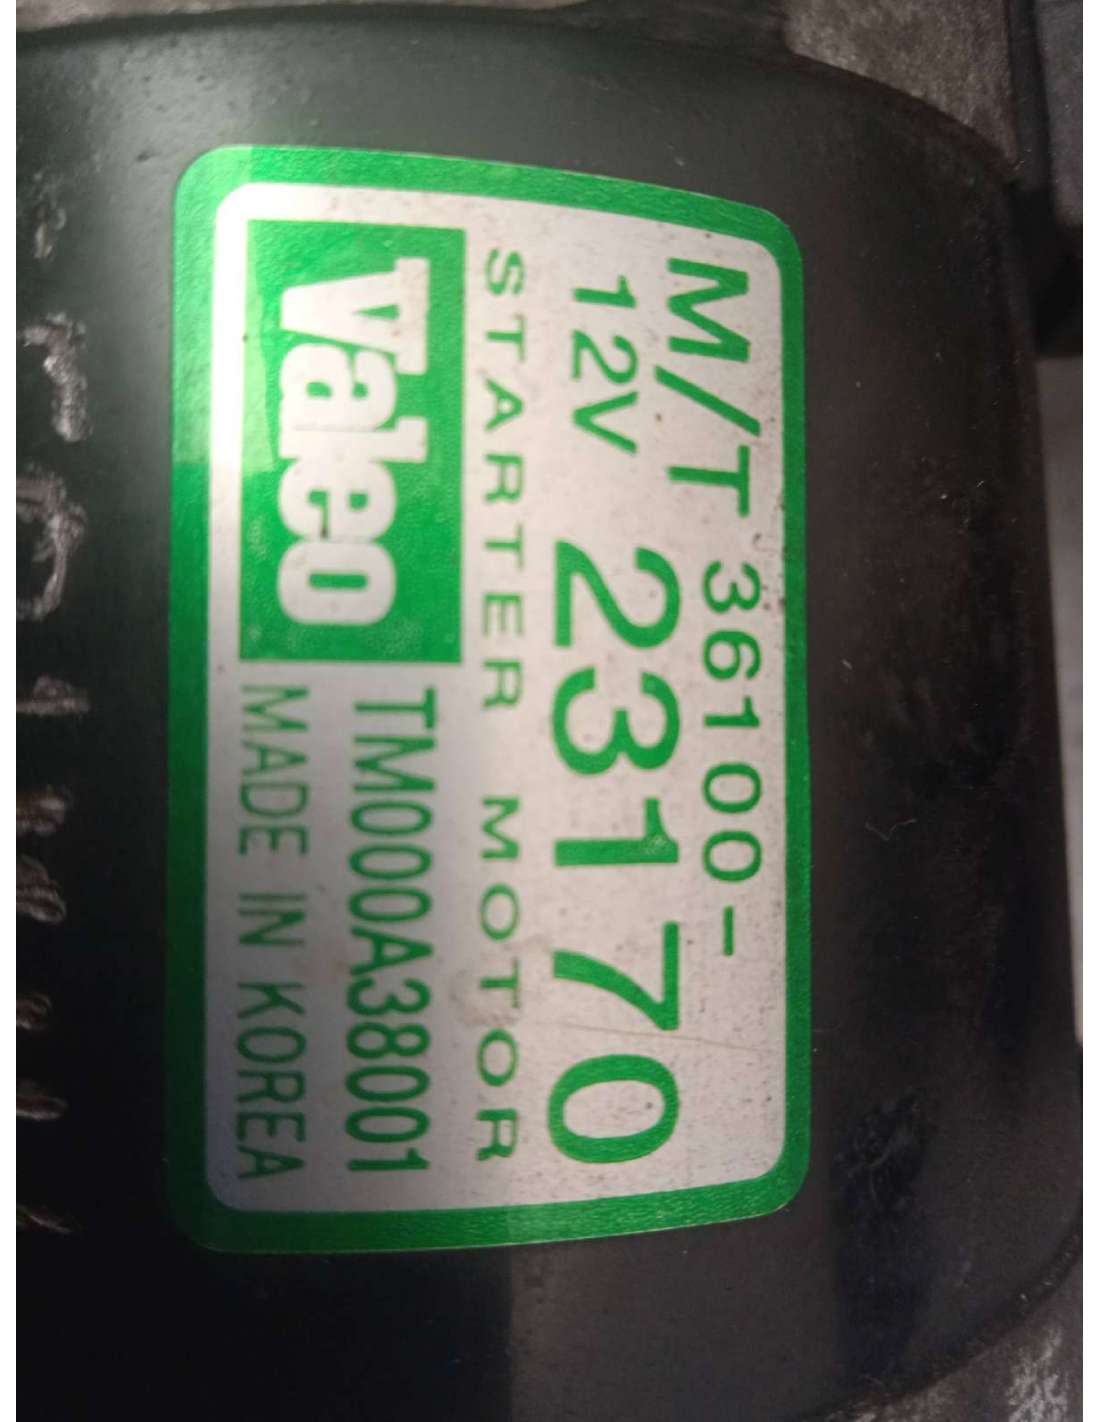 M/T 36100-
12V 23170
STARTER MOTOR
Valeo TM000A38001
MADE IN KOREA